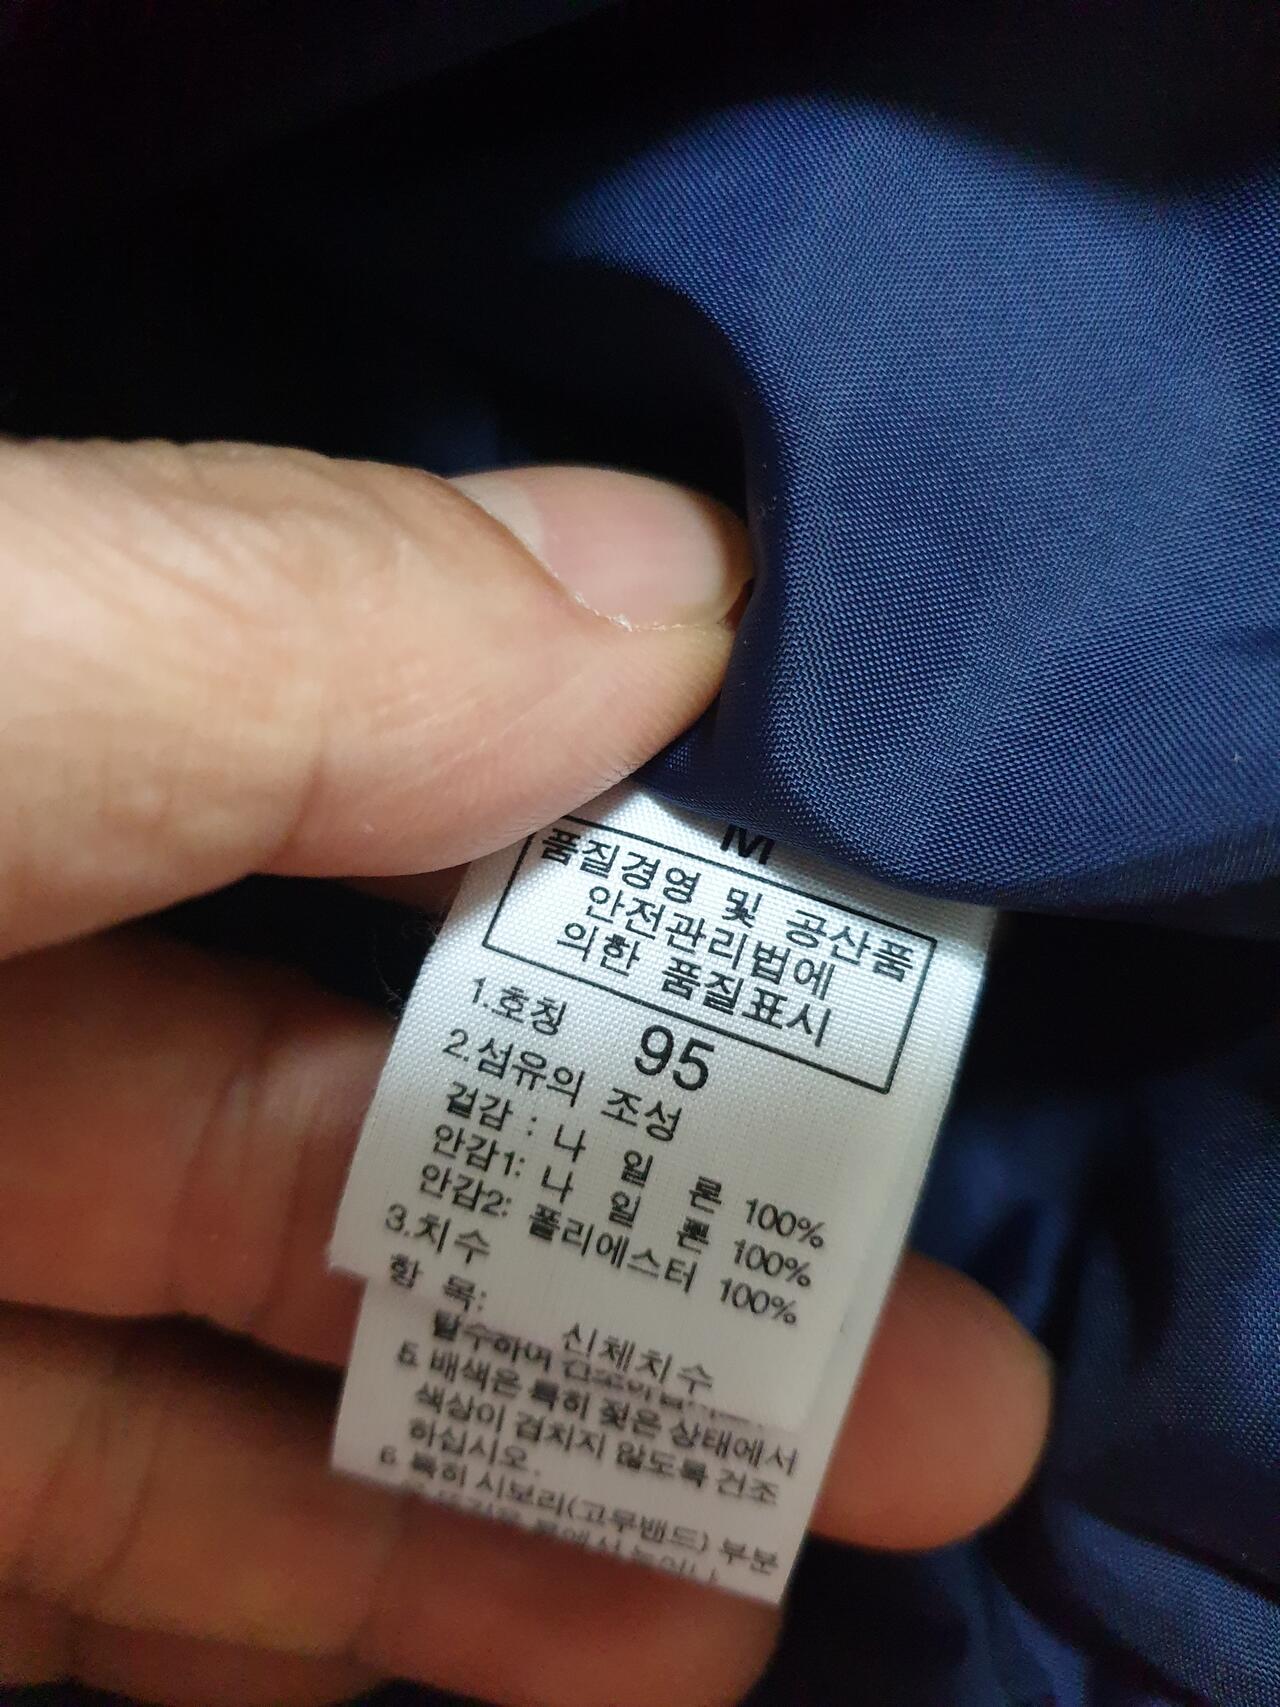 M
품질경영 및 공산품
안전관리법에
의한 품질표시
1.호칭 95
2.섬유의 조성
겉감 : 나 일 론 100%
안감1: 나 일 론 100%
안감2: 폴리에스터 100%
3.치수
항 목: 신체치수
탈수하여
5. 배색은 특히 젖은 상태에서
색상이 겹치지 않도록 건조
하십시오.
6. 특히 시보리(고무밴드) 부분